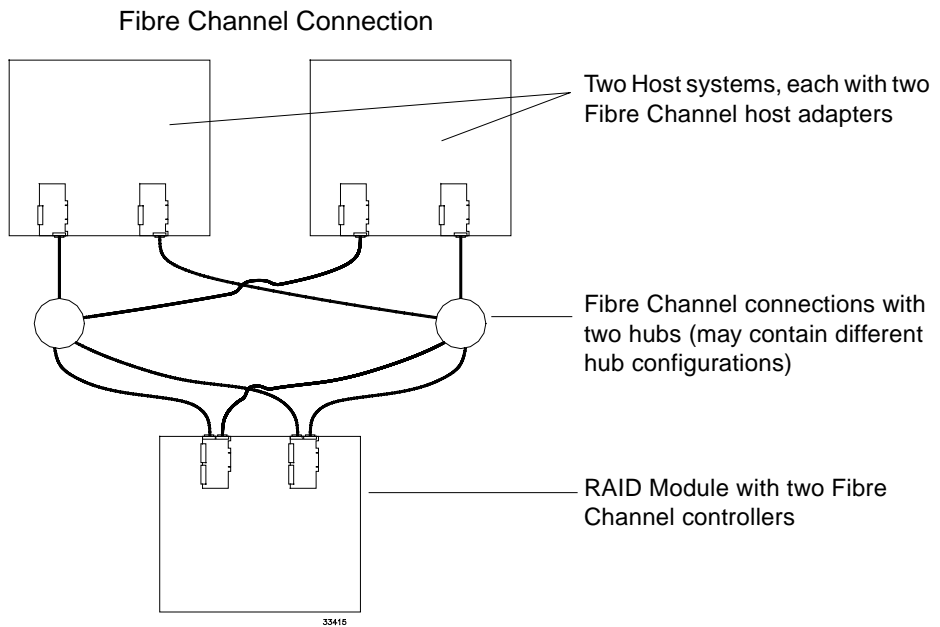 Fibre Channel Connection
Two Host systems, each with two
Fibre Channel host adapters
Fibre Channel connections with
two hubs (may contain different
hub configurations)
RAID Module with two Fibre
Channel controllers
33415